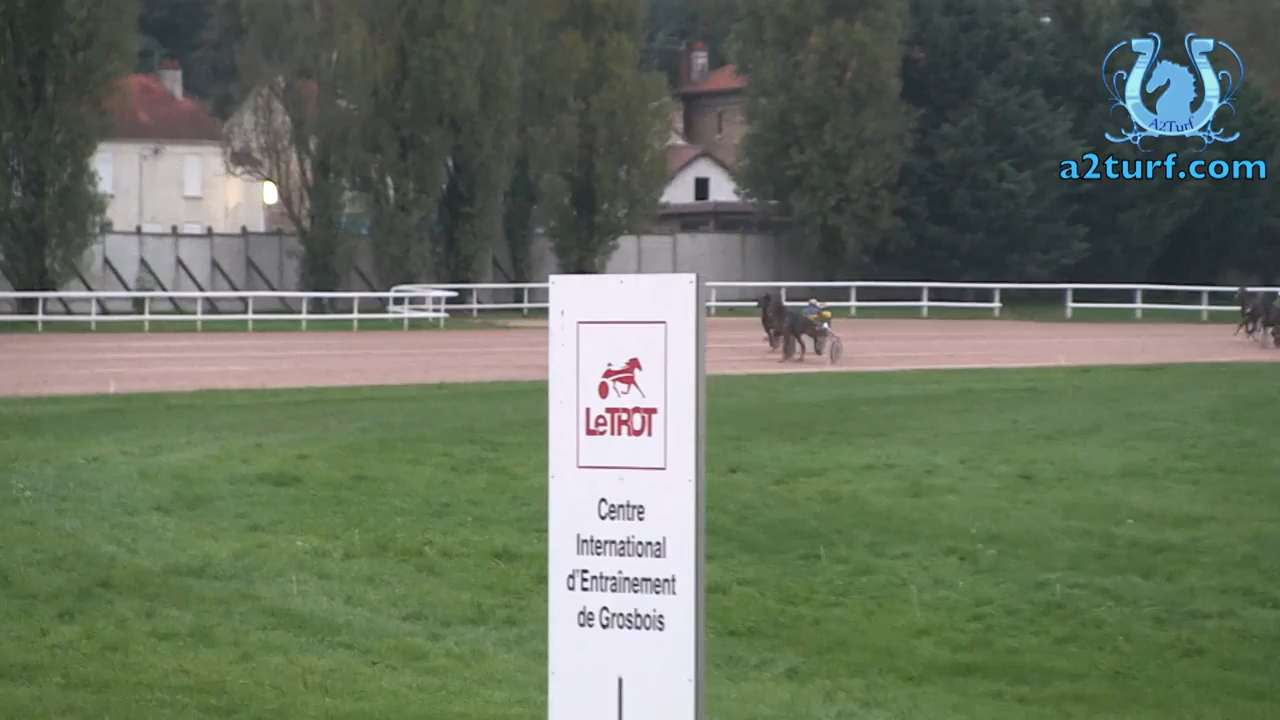 A2Turf
a2turf.com
LeTROT
Centre
International
d'Entraînement
de Grosbois